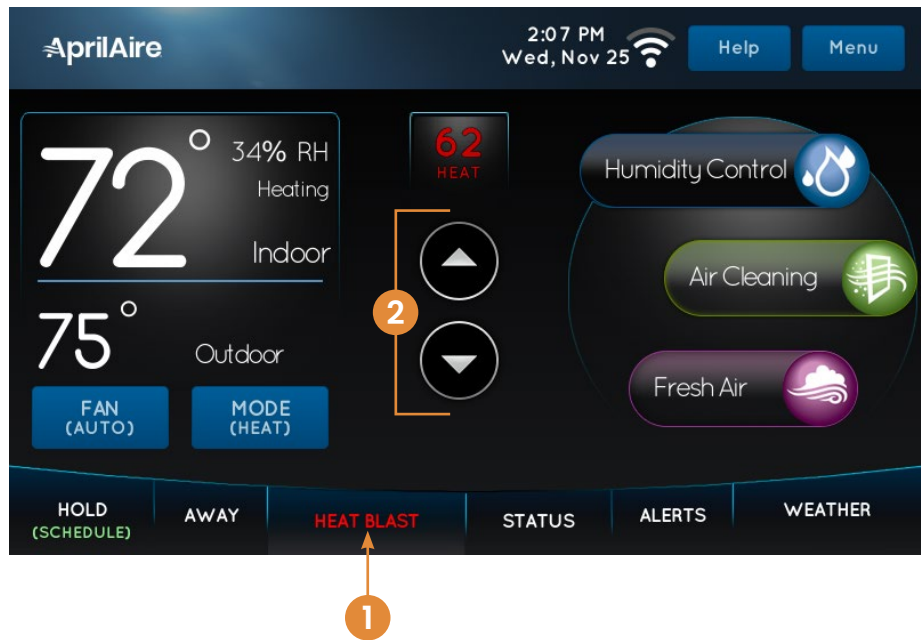 AprilAire
2:07 PM
Wed, Nov 25
Help
Menu
72°
34% RH
Heating
Indoor
75°
Outdoor
FAN
(AUTO)
MODE
(HEAT)
62
HEAT
2
Humidity Control
Air Cleaning
Fresh Air
HOLD
(SCHEDULE)
AWAY
HEAT BLAST
STATUS
ALERTS
WEATHER
1